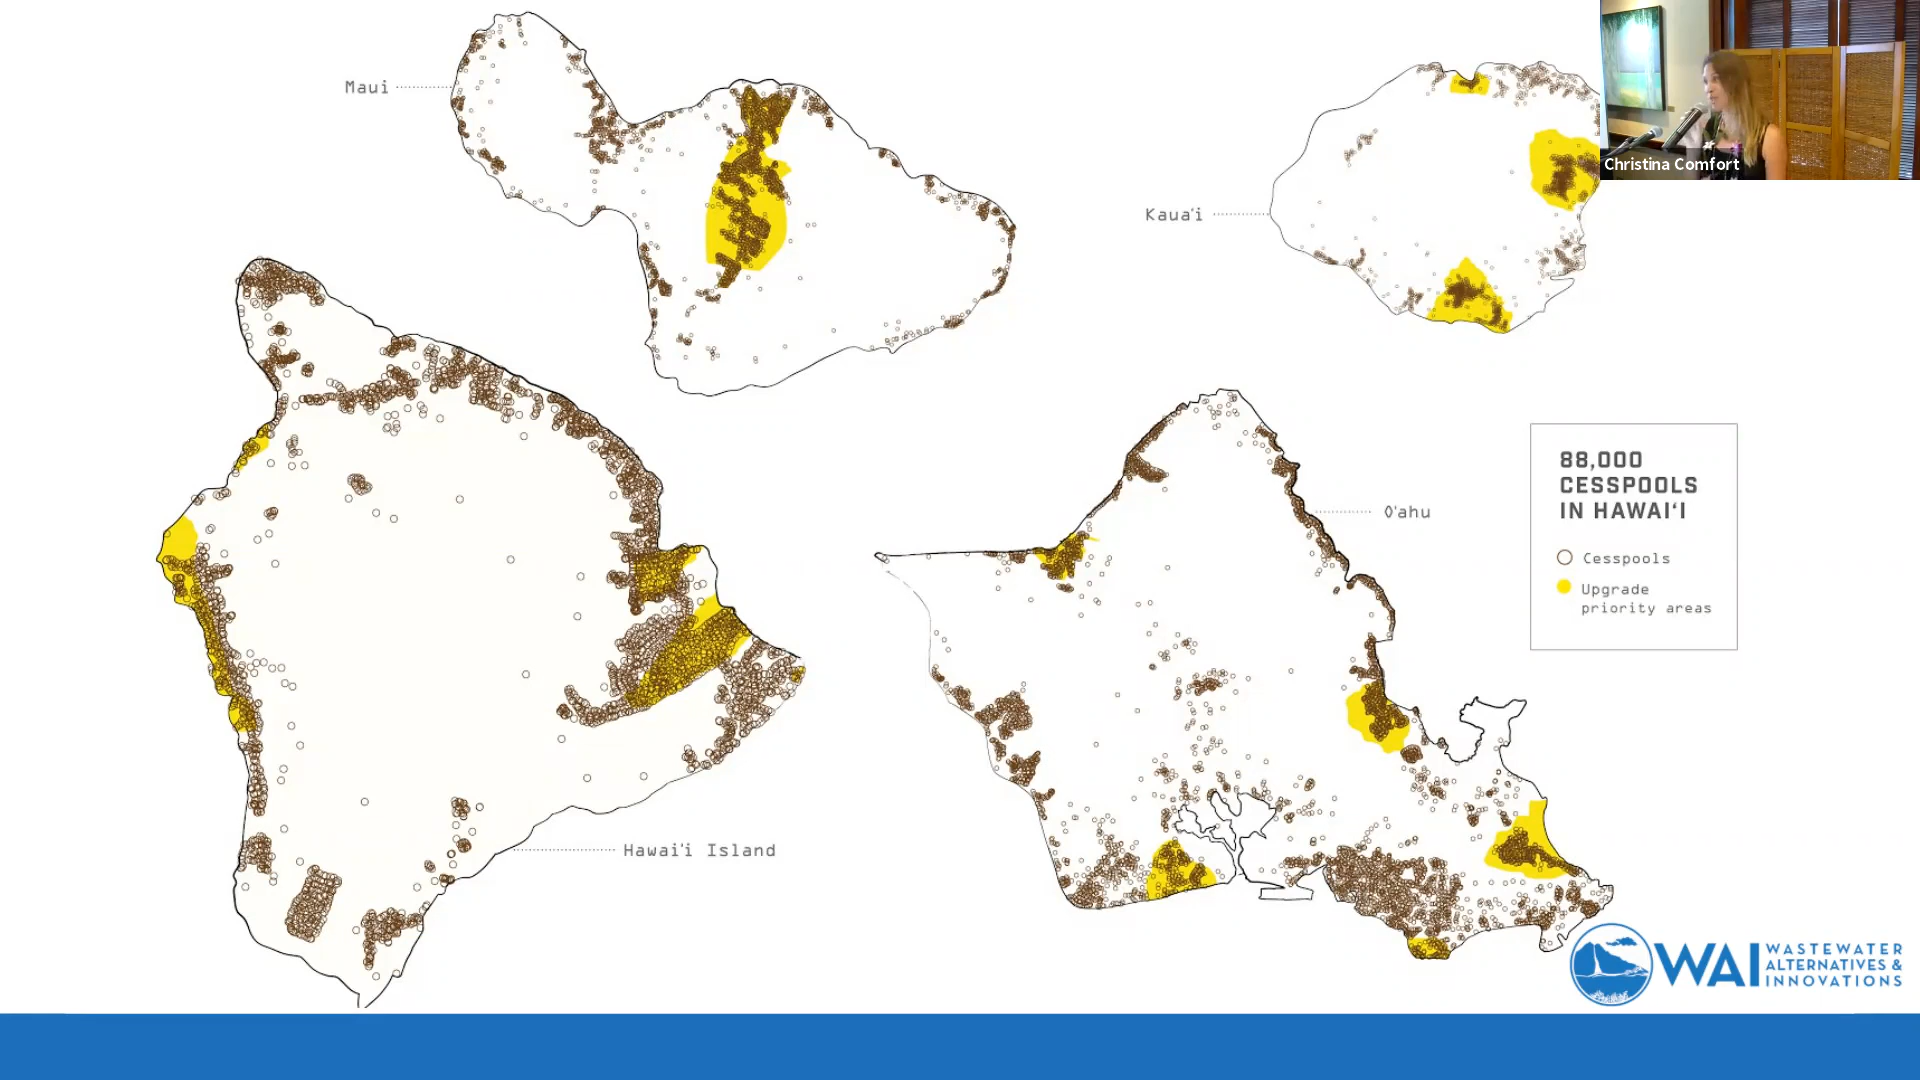 Maui
Kaua'i
Christina Comfort
88,000
CESSPOOLS
IN HAWAI‘I
Cesspools
Upgrade
priority areas
O'ahu
Hawai'i Island
WAI
WASTEWATER
ALTERNATIVES &
INNOVATIONS